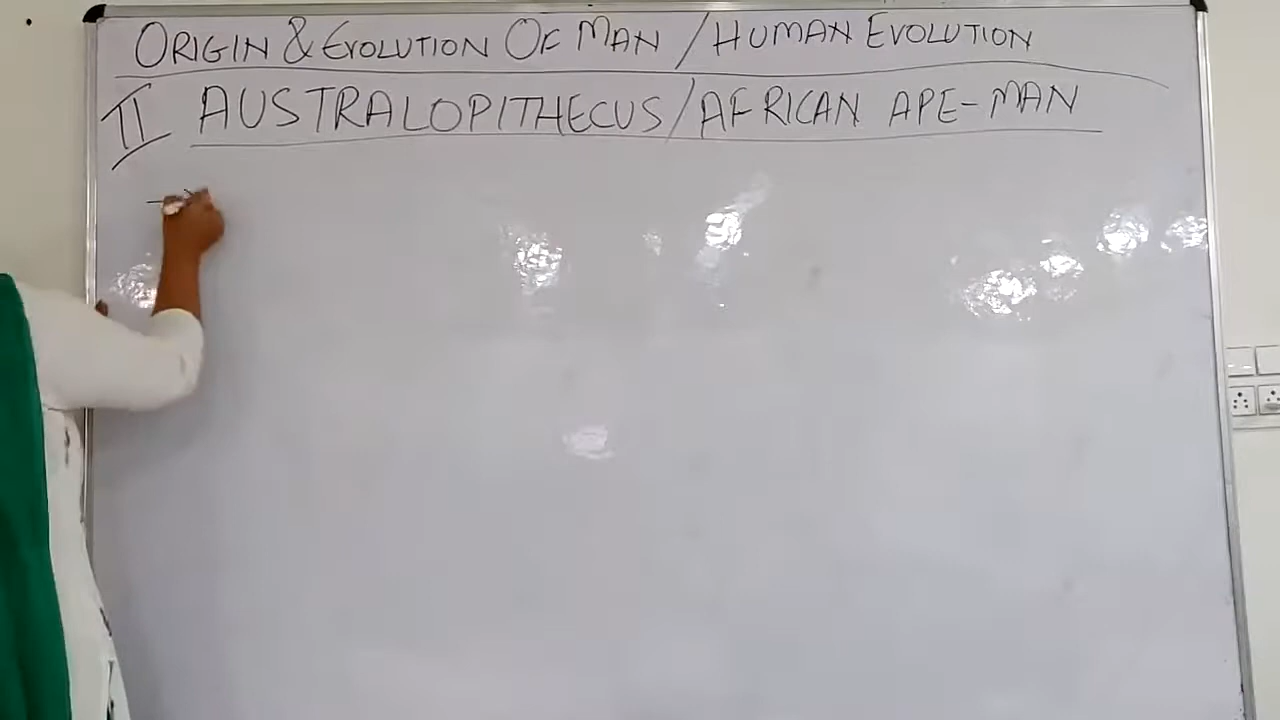 ORIGIN & EVOLUTION OF MAN / HUMAN EVOLUTION
II AUSTRALOPITHECUS/AFRICAN APE-MAN